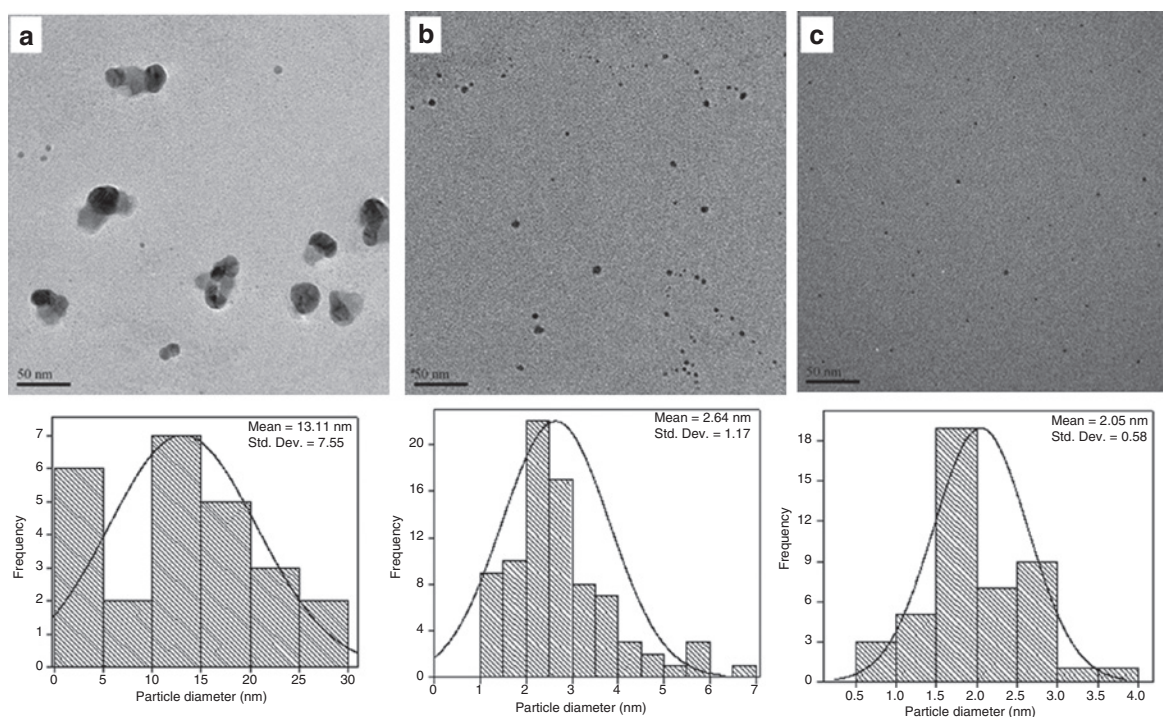 a
b
c
50 nm
50 nm
50 nm
Mean = 13.11 nm
Std. Dev. = 7.55
7
6
5
4
3
2
1
0
Frequency
0 5 10 15 20 25 30
Particle diameter (nm)
Mean = 2.64 nm
Std. Dev. = 1.17
20
16
12
8
4
0
Frequency
0 1 2 3 4 5 6 7
Particle diameter (nm)
Mean = 2.05 nm
Std. Dev. = 0.58
18
15
12
9
6
3
0
Frequency
0.5 1.0 1.5 2.0 2.5 3.0 3.5 4.0
Particle diameter (nm)